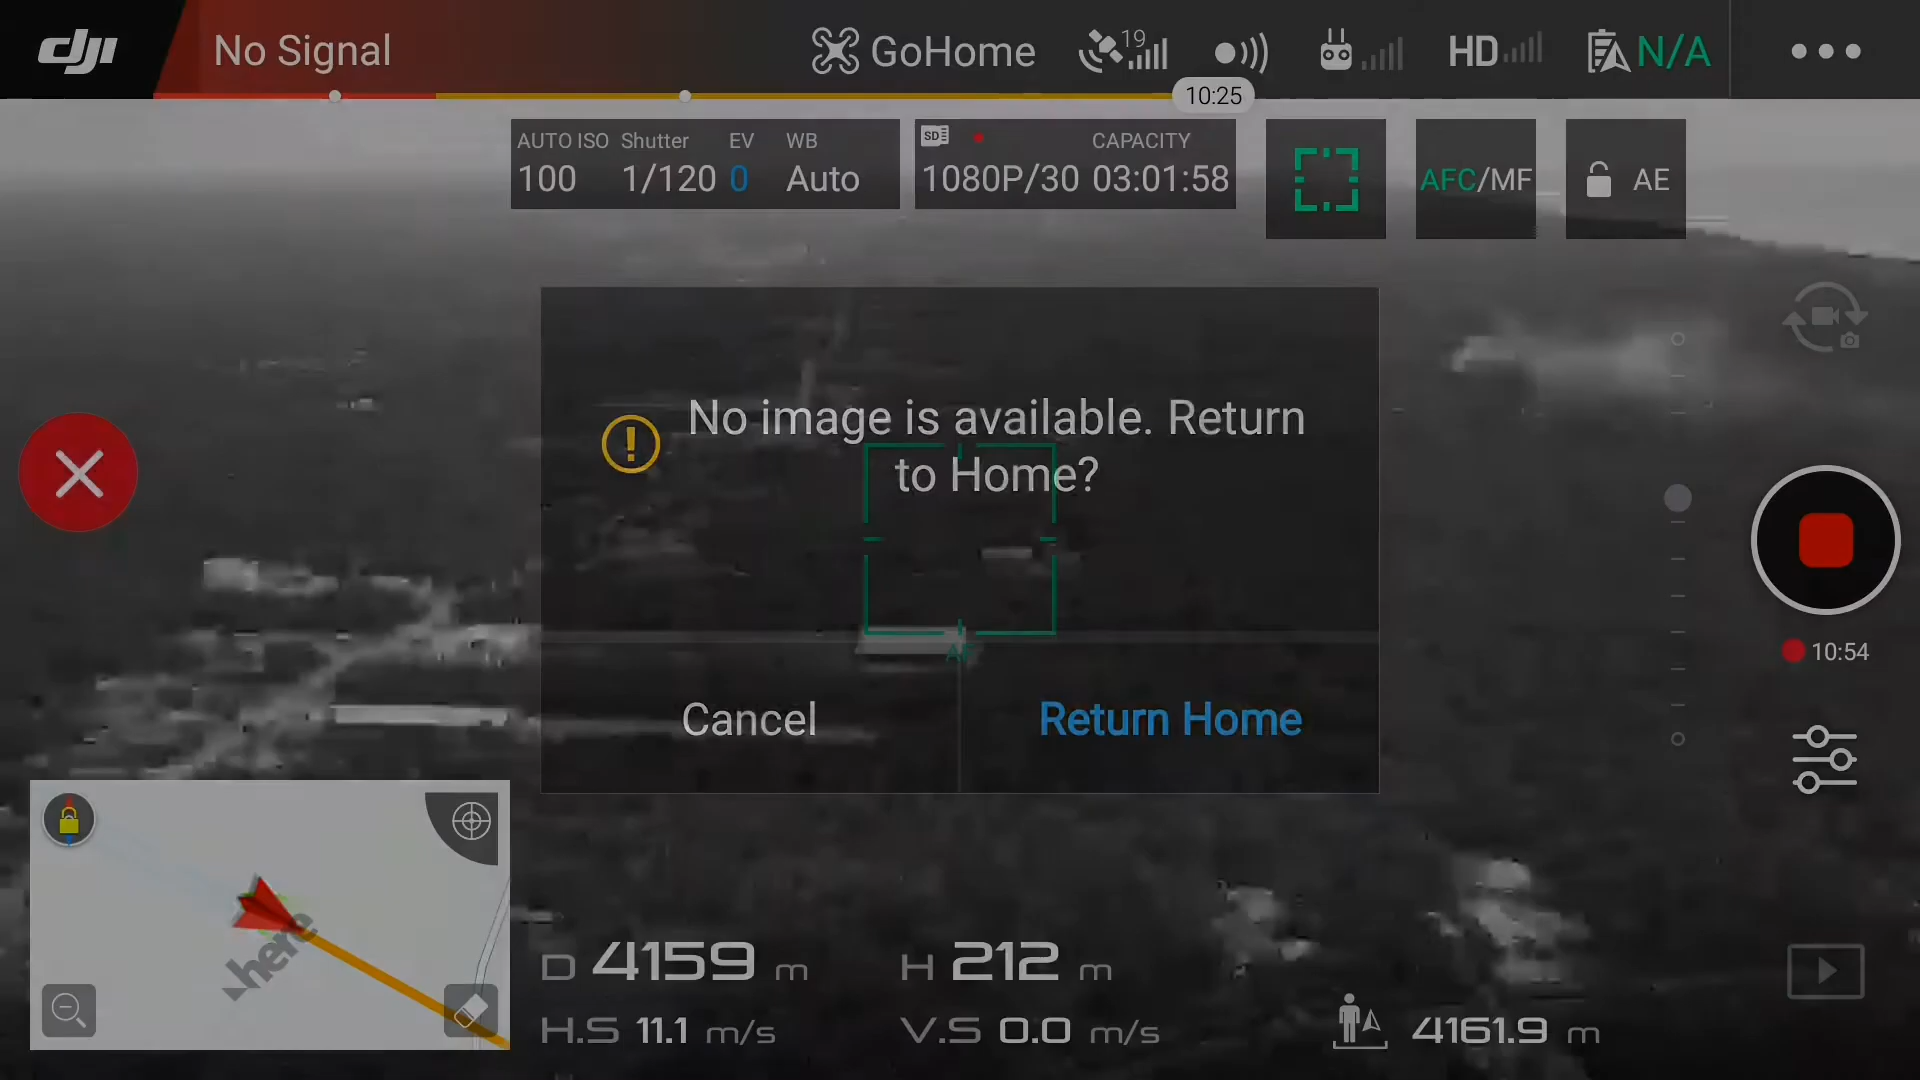 dji
No Signal
GoHome
19
HD
N/A
10:25
AUTO ISO Shutter EV WB
100 1/120 0 Auto
SD CAPACITY
1080P/30 03:01:58
AFC/MF
AE
No image is available. Return
to Home?
AF
Cancel
Return Home
10:54
here
D 4159 m
H 212 m
H.S 11.1 m/s
V.S 0.0 m/s
4161.9 m